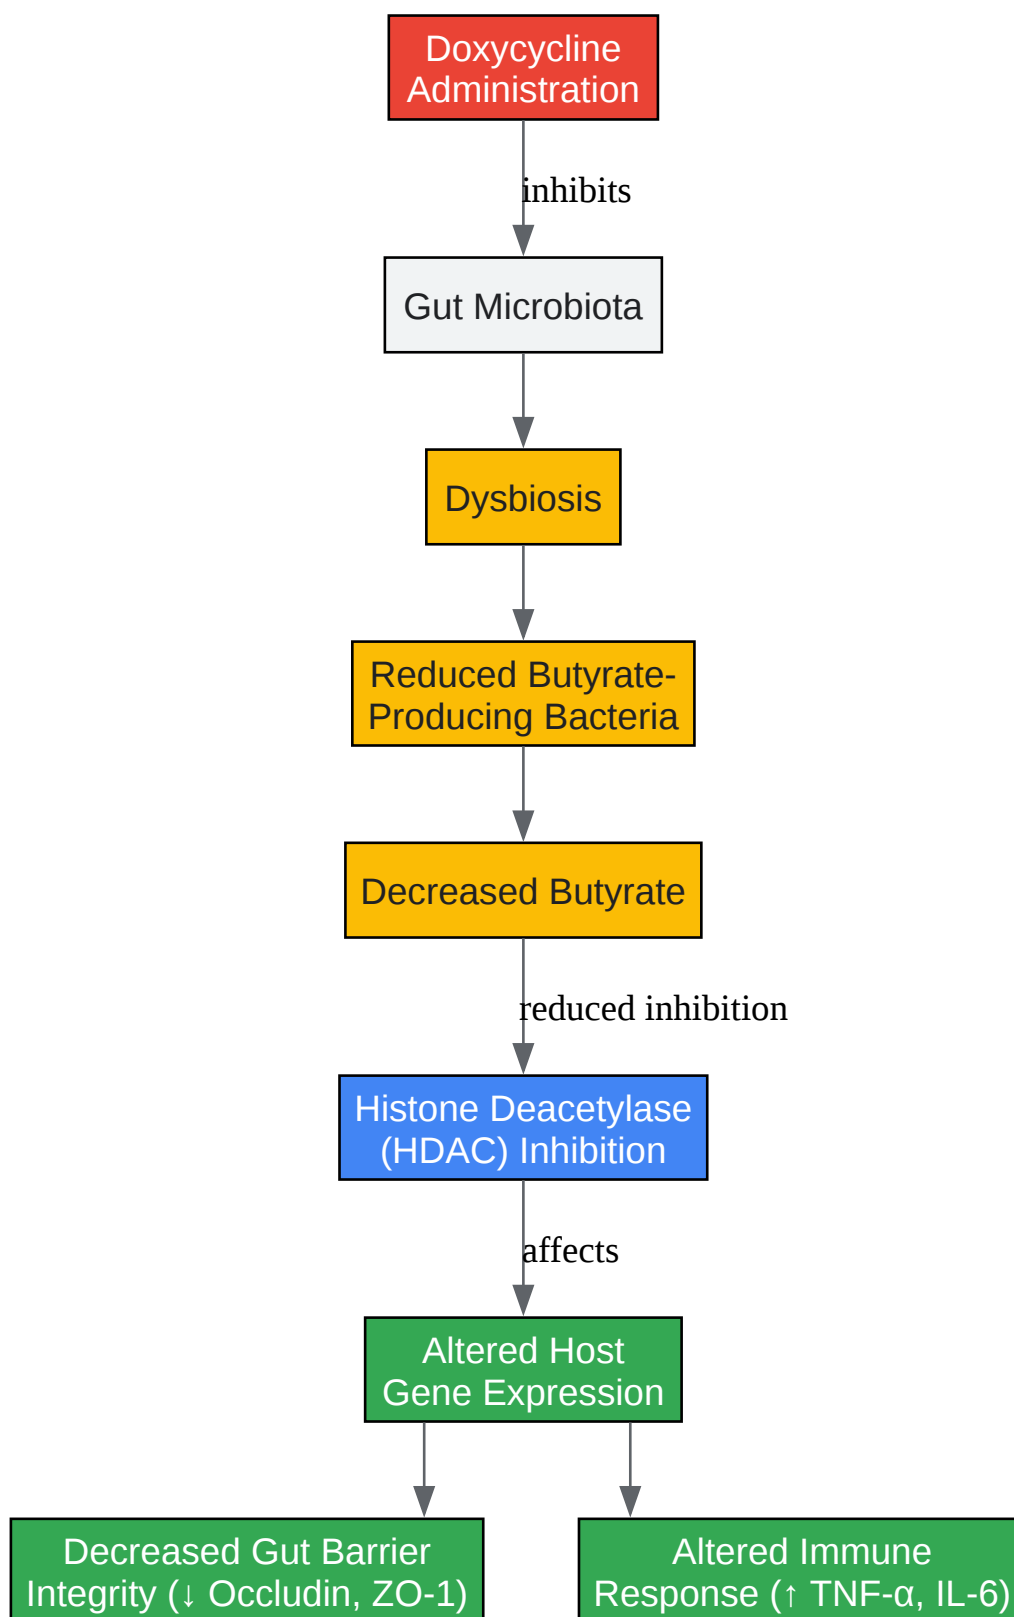 Doxycycline
Administration
inhibits
Gut Microbiota
Dysbiosis
Reduced Butyrate-
Producing Bacteria
Decreased Butyrate
reduced inhibition
Histone Deacetylase
(HDAC) Inhibition
affects
Altered Host
Gene Expression
Decreased Gut Barrier
Integrity (↓ Occludin, ZO-1)
Altered Immune
Response (↑ TNF-α, IL-6)